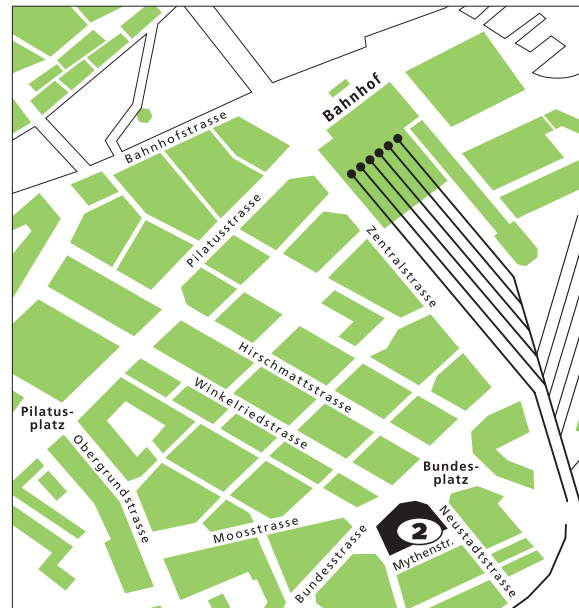 Bahnhof
Bahnhofstrasse
Pilatusstrasse
Zentralstrasse
Hirschmattstrasse
Winkelriedstrasse
Pilatus-
platz
Obergrundstrasse
Bundes-
platz
Moosstrasse
Bundesstrasse
2
Mythenstr.
Neustadtstrasse